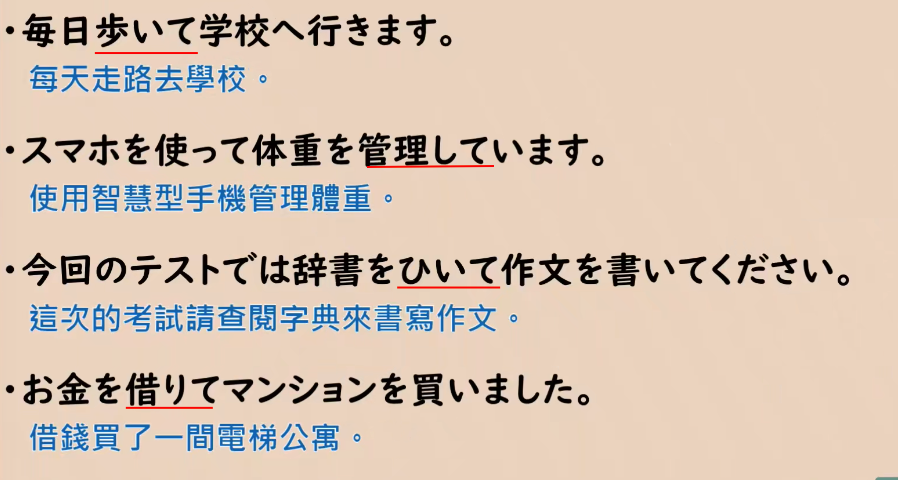 ・毎日歩いて学校へ行きます。
每天走路去學校。
・スマホを使って体重を管理しています。
使用智慧型手機管理體重。
・今回のテストでは辞書をひいて作文を書いてください。
這次的考試請查閱字典來書寫作文。
・お金を借りてマンションを買いました。
借錢買了一間電梯公寓。